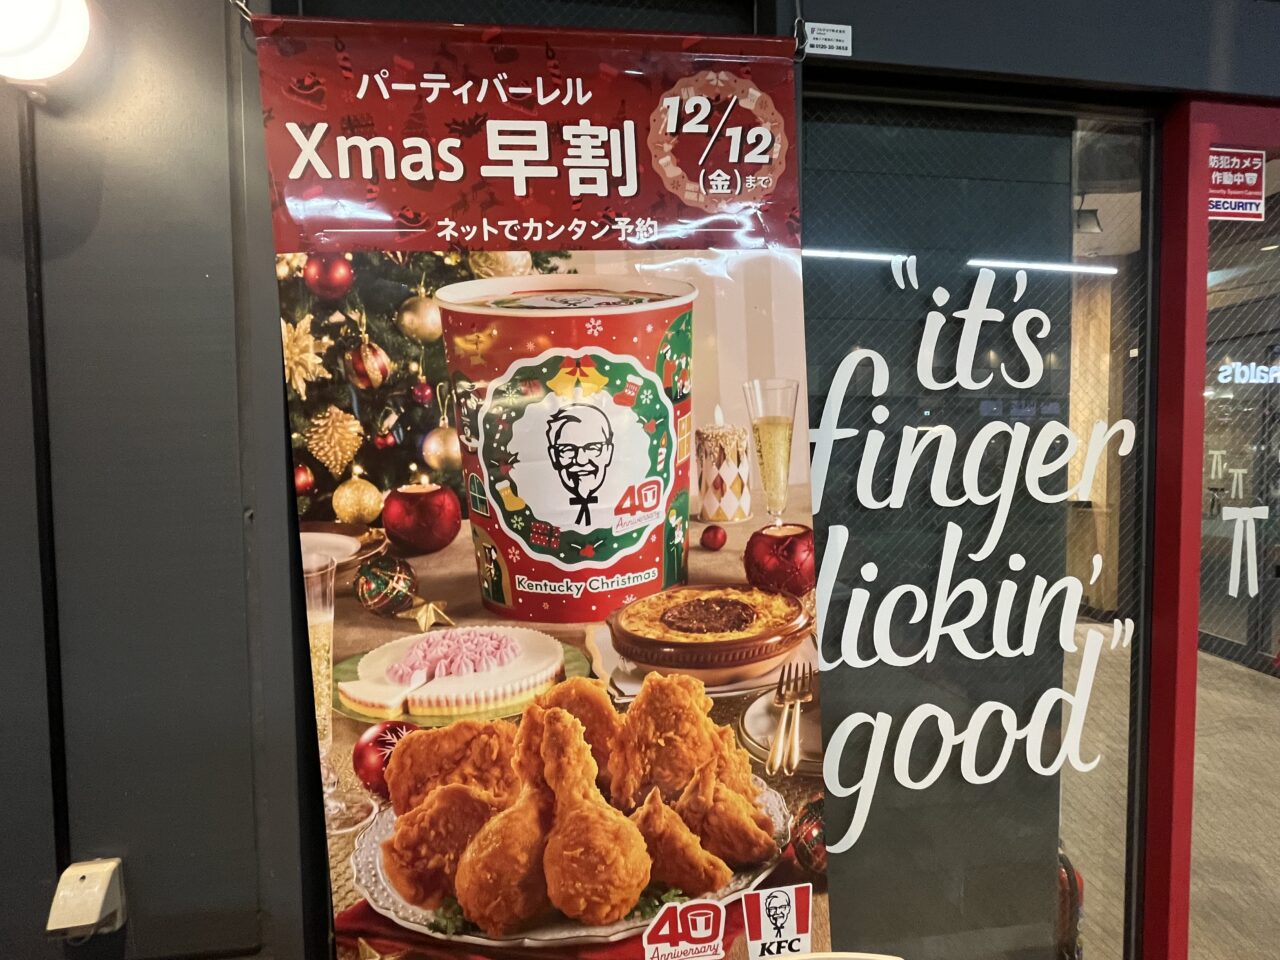 パーティバーレル
Xmas 早割
12/12
(金)まで
ネットでカンタン予約
40
Anniversary
Kentucky Christmas
40
Anniversary
KFC
"it's
finger
lickin'
good"
防犯カメラ
作動中
SECURITY
nald's